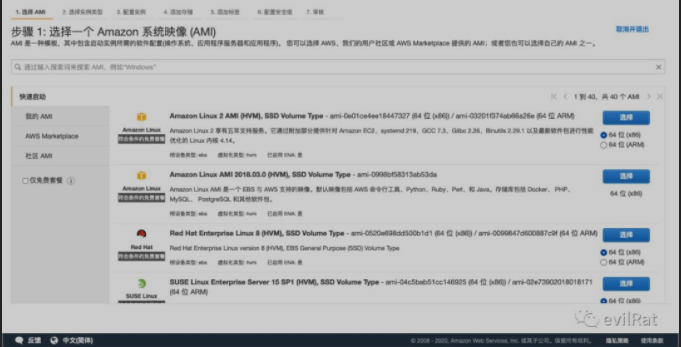 1. 选择 AMI 2. 选择实例类型 3. 配置实例 4. 添加存储 5. 添加标签 6. 配置安全组 7. 审核
步骤 1: 选择一个 Amazon 系统映像 (AMI)
取消并退出
AMI 是一种模板，其中包含启动实例所需的软件配置(操作系统、应用程序服务器和应用程序)。您可以选择 AWS、我们的用户社区或 AWS Marketplace 提供的 AMI；或者您也可以选择自己的 AMI 之一。
通过输入搜索词来搜索 AMI，例如“Windows”
快速启动
1 到 40，共 40 个 AMI
我的 AMI
AWS Marketplace
社区 AMI
仅免费套餐
Amazon Linux
符合条件的免费套餐
Amazon Linux 2 AMI (HVM), SSD Volume Type - ami-0e01ce4ee18447327 (64 位 (x86)) / ami-03201f374ab66a26e (64 位 (ARM)
Amazon Linux 2 享有五年支持服务。它通过附加部分提供针对 Amazon EC2、systemd 219、GCC 7.3、Glibc 2.26、Binutils 2.29.1 以及最新软件包进行性能
优化的 Linux 内核 4.14。
根设备类型: ebs 虚拟化类型: hvm 已启用 ENA: 是
选择
64 位 (x86)
64 位 (ARM)
Amazon Linux
符合条件的免费套餐
Amazon Linux AMI 2018.03.0 (HVM), SSD Volume Type - ami-0998bf58313ab53da
Amazon Linux AMI 是一个 EBS 与 AWS 支持的映像。默认映像包括 AWS 命令行工具、Python、Ruby、Perl、和 Java。存储库包括 Docker、PHP、
MySQL、PostgreSQL 和其他软件包。
根设备类型: ebs 虚拟化类型: hvm 已启用 ENA: 是
选择
64 位 (x86)
Red Hat
符合条件的免费套餐
Red Hat Enterprise Linux 8 (HVM), SSD Volume Type - ami-0520e698dd500b1d1 (64 位 (x86)) / ami-0099847d600887c9f (64 位 (ARM)
Red Hat Enterprise Linux version 8 (HVM), EBS General Purpose (SSD) Volume Type
根设备类型: ebs 虚拟化类型: hvm 已启用 ENA: 是
选择
64 位 (x86)
64 位 (ARM)
SUSE Linux
符合条件的免费套餐
SUSE Linux Enterprise Server 15 SP1 (HVM), SSD Volume Type - ami-04c5bab51cc146925 (64 位 (x86)) / ami-02e73902018018171
(64 位 (ARM)
选择
64 位 (x86)
evilRat
反馈 中文(简体)
© 2008 - 2020, Amazon Web Services, Inc. 或其子公司。保留所有权利。 隐私策略 使用条款